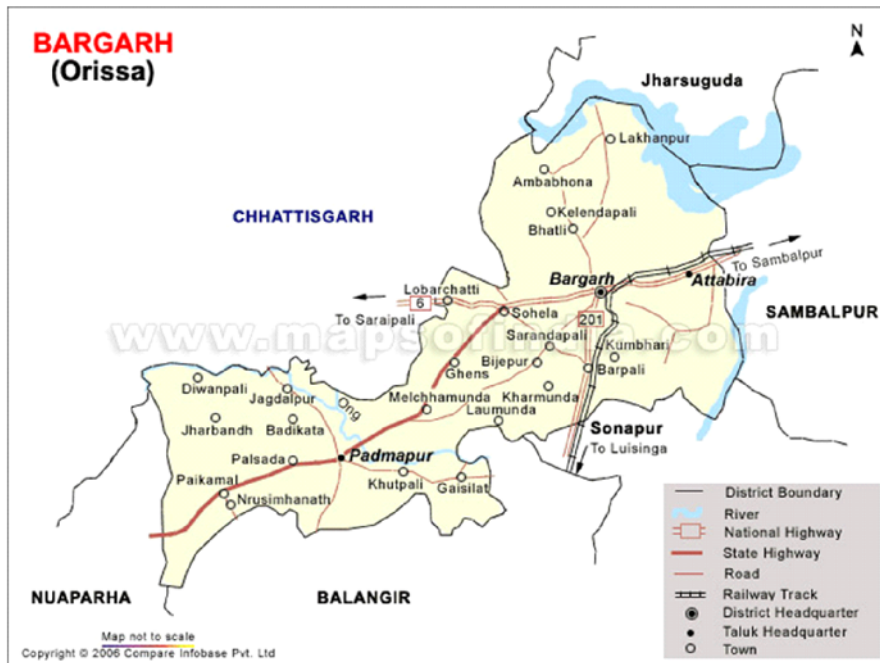 BARGARH
(Orissa)
N
Jharsuguda
Lakhanpur
Ambabhona
CHHATTISGARH
Kelendapali
Bhatli
To Sambalpur
Bargarh
Attabira
Lobarchatti
6
To Saraipali
Sohela
201
SAMBALPUR
www.mapsofindia.com
Sarandapali
Kumbhari
Bijepur
Ghens
Barpali
Diwanpali
Jagdalpur
Ong
Melchhamunda
Kharmunda
Laumunda
Jharbandh
Badikata
Sonapur
To Luisinga
Palsada
Padmapur
Paikamal
Khutpali
Gaisilat
Nrusimhanath
NUAPARHA
BALANGIR
District Boundary
River
National Highway
State Highway
Road
Railway Track
District Headquarter
Taluk Headquarter
Town
Map not to scale
Copyright © 2006 Compare Infobase Pvt. Ltd